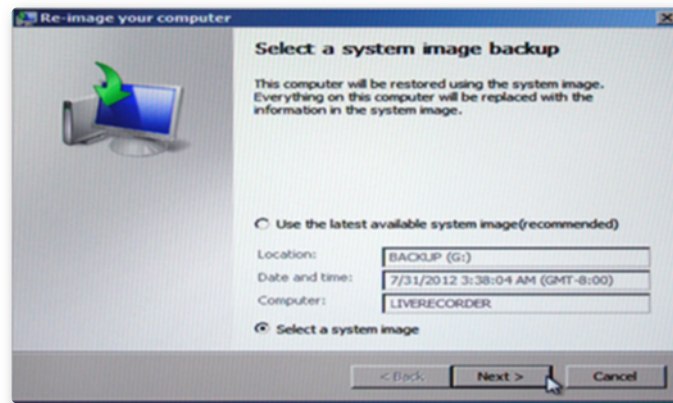 Re-image your computer
Select a system image backup
This computer will be restored using the system image.
Everything on this computer will be replaced with the
information in the system image.
Use the latest available system image(recommended)
Location:
BACKUP (G:)
Date and time:
7/31/2012 3:38:04 AM (GMT-8:00)
Computer:
LIVERECORDER
Select a system image
< Back
Next >
Cancel